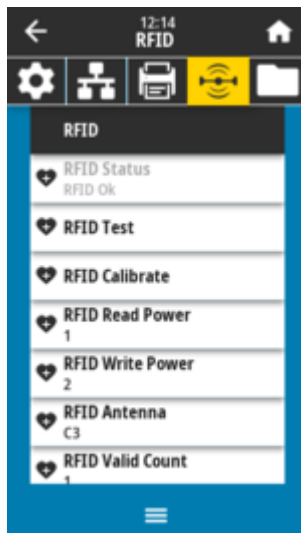 12:14
RFID
RFID
RFID Status
RFID Ok
RFID Test
RFID Calibrate
RFID Read Power
1
RFID Write Power
2
RFID Antenna
C3
RFID Valid Count
1